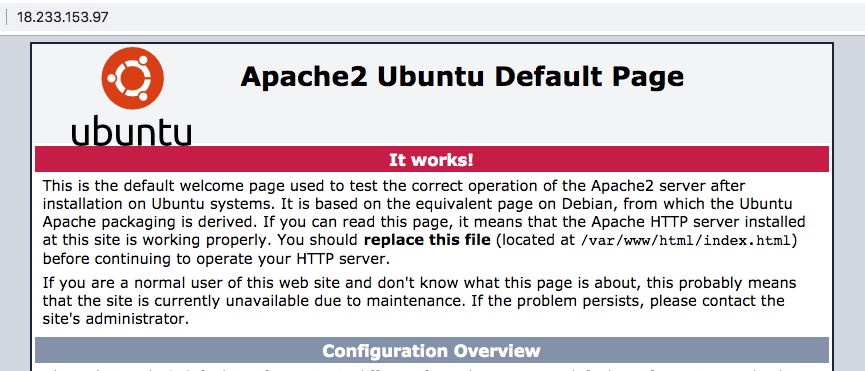 18.233.153.97
ubuntu
Apache2 Ubuntu Default Page
It works!
This is the default welcome page used to test the correct operation of the Apache2 server after
installation on Ubuntu systems. It is based on the equivalent page on Debian, from which the Ubuntu
Apache packaging is derived. If you can read this page, it means that the Apache HTTP server installed
at this site is working properly. You should replace this file (located at /var/www/html/index.html)
before continuing to operate your HTTP server.
If you are a normal user of this web site and don't know what this page is about, this probably means
that the site is currently unavailable due to maintenance. If the problem persists, please contact the
site's administrator.
Configuration Overview